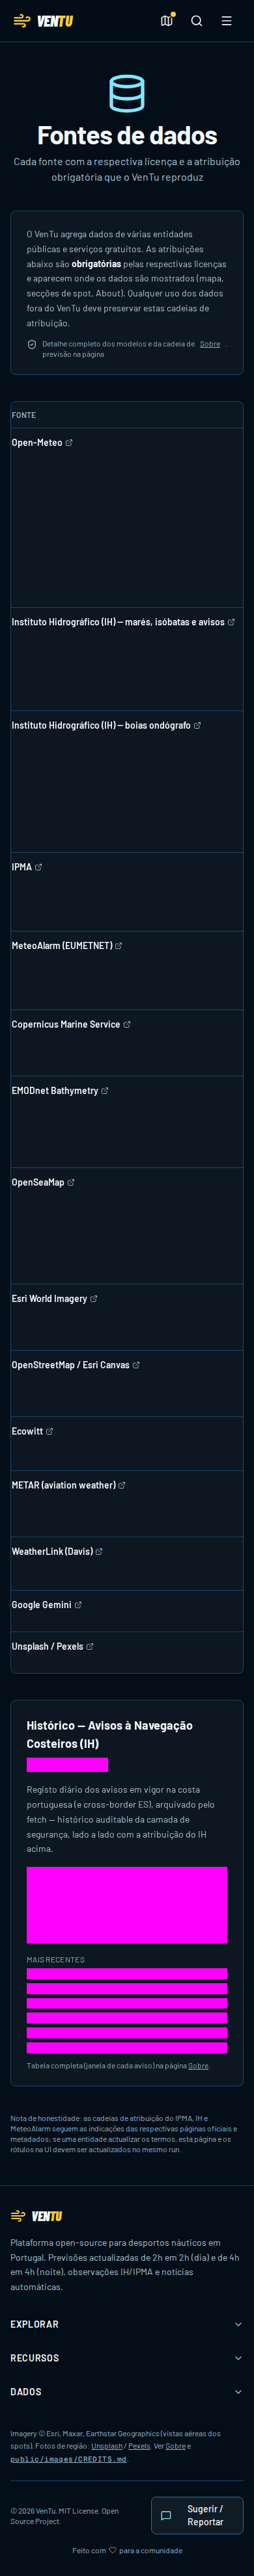 VENTU
Fontes de dados
Cada fonte com a respectiva licença e a atribuição
obrigatória que o VenTu reproduz
O VenTu agrega dados de várias entidades
públicas e serviços gratuitos. As atribuições
abaixo são obrigatórias pelas respectivas licenças
e aparecem onde os dados são mostrados (mapa,
secções de spot, About). Qualquer uso dos dados
fora do VenTu deve preservar estas cadeias de
atribuição.
Detalhe completo dos modelos e da cadeia de Sobre .
previsão na página
FONTE
Open-Meteo
Instituto Hidrográfico (IH) — marés, isóbatas e avisos
Instituto Hidrográfico (IH) — boias ondógrafo
IPMA
MeteoAlarm (EUMETNET)
Copernicus Marine Service
EMODnet Bathymetry
OpenSeaMap
Esri World Imagery
OpenStreetMap / Esri Canvas
Ecowitt
METAR (aviation weather)
WeatherLink (Davis)
Google Gemini
Unsplash / Pexels
Histórico — Avisos à Navegação
Costeiros (IH)
Registo diário dos avisos em vigor na costa
portuguesa (e cross-border ES), arquivado pelo
fetch — histórico auditable da camada de
segurança, lado a lado com a atribuição do IH
acima.
MAIS RECENTES
Tabela completa (janela de cada aviso) na página Sobre.
Nota de honestidade: as cadeias de atribuição do IPMA, IH e
MeteoAlarm seguem as indicações das respectivas páginas oficiais e
metadados; se uma entidade actualizar os termos, esta página e os
rótulos na UI devem ser actualizados no mesmo run.
VENTU
Plataforma open-source para desportos náuticos em
Portugal. Previsões actualizadas de 2h em 2h (dia) e de 4h
em 4h (noite), observações IH/IPMA e notícias
automáticas.
EXPLORAR
RECURSOS
DADOS
Imagery © Esri, Maxar, Earthstar Geographics (vistas aéreas dos
spots). Fotos de região: Unsplash / Pexels. Ver Sobre e
public/images/CREDITS.md.
© 2026 VenTu. MIT License. Open
Source Project.
Sugerir /
Reportar
Feito com ♡ para a comunidade